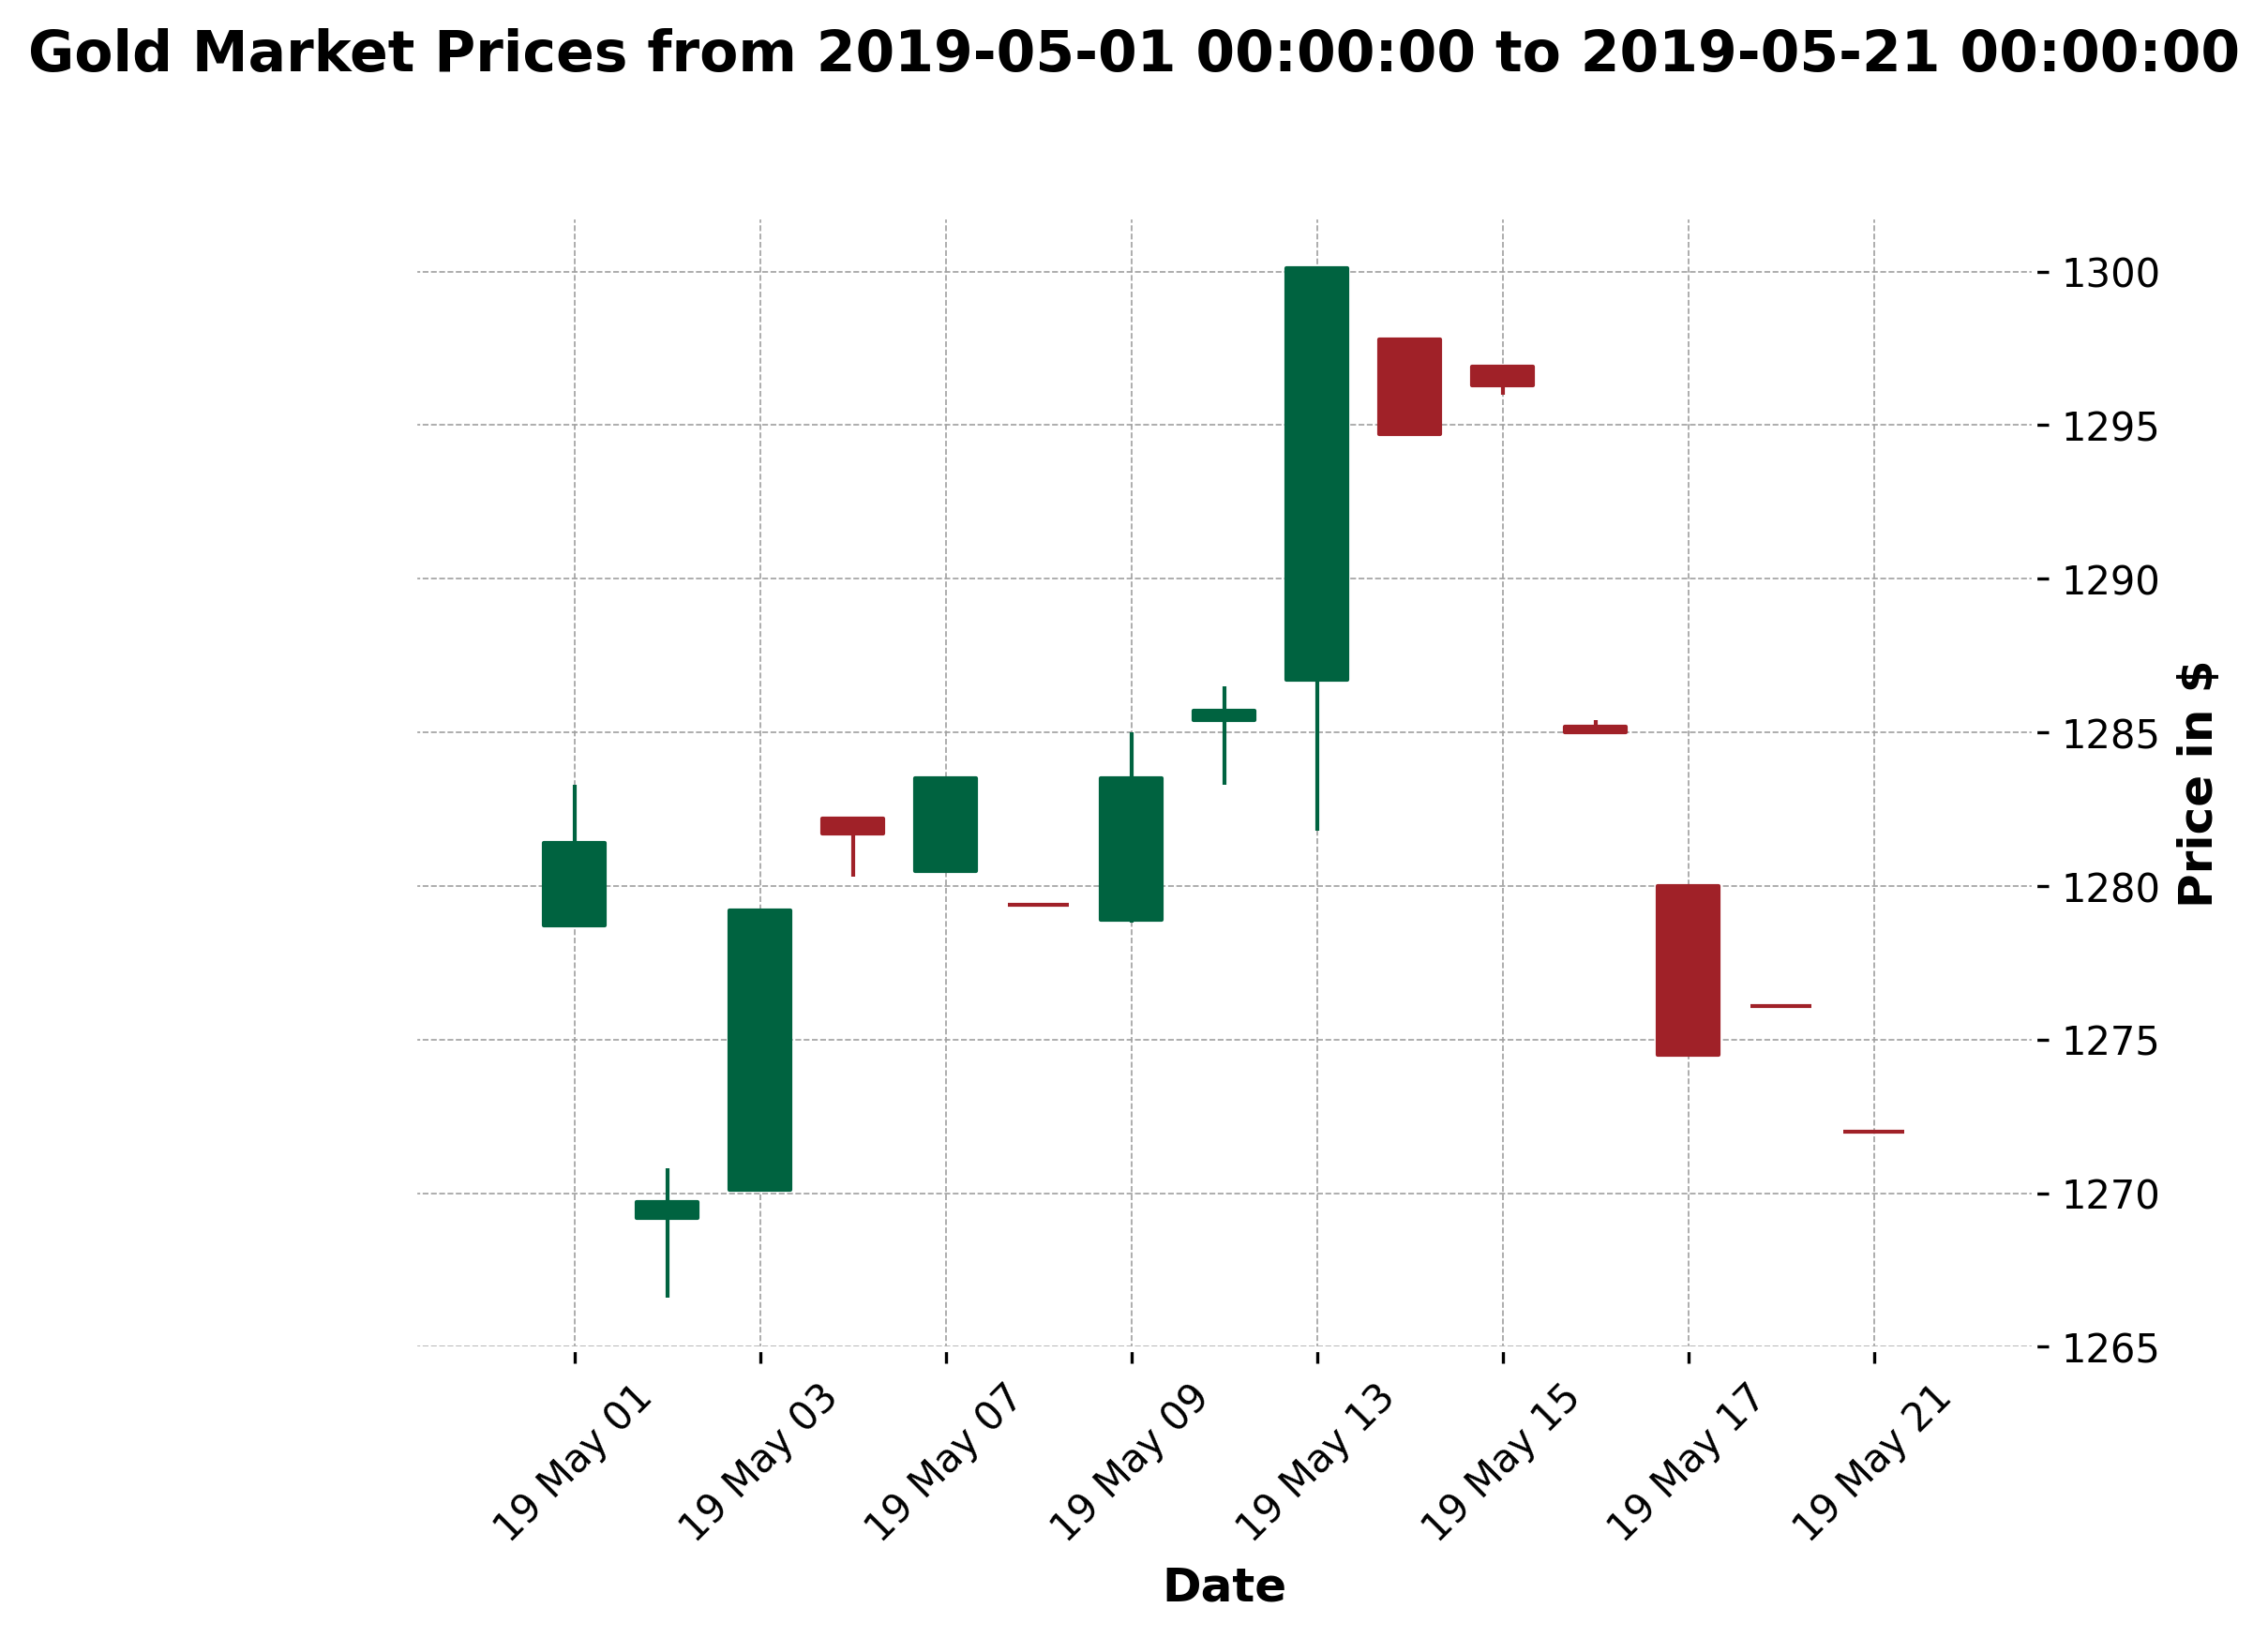 Gold Market Prices from 2019-05-01 00:00:00 to 2019-05-21 00:00:00
1300
1295
1290
1285
1280
1275
1270
1265
Price in $
19 May 01
19 May 03
19 May 07
19 May 09
19 May 13
19 May 15
19 May 17
19 May 21
Date